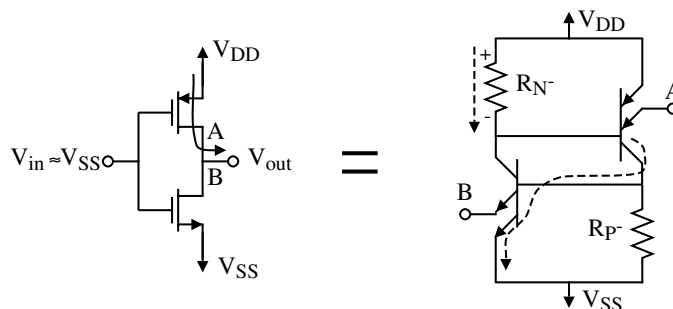 V_DD
A
V_in ≈ V_SS
V_out
B
V_SS
=
V_DD
+
R_N-
-
A
B
R_P-
V_SS